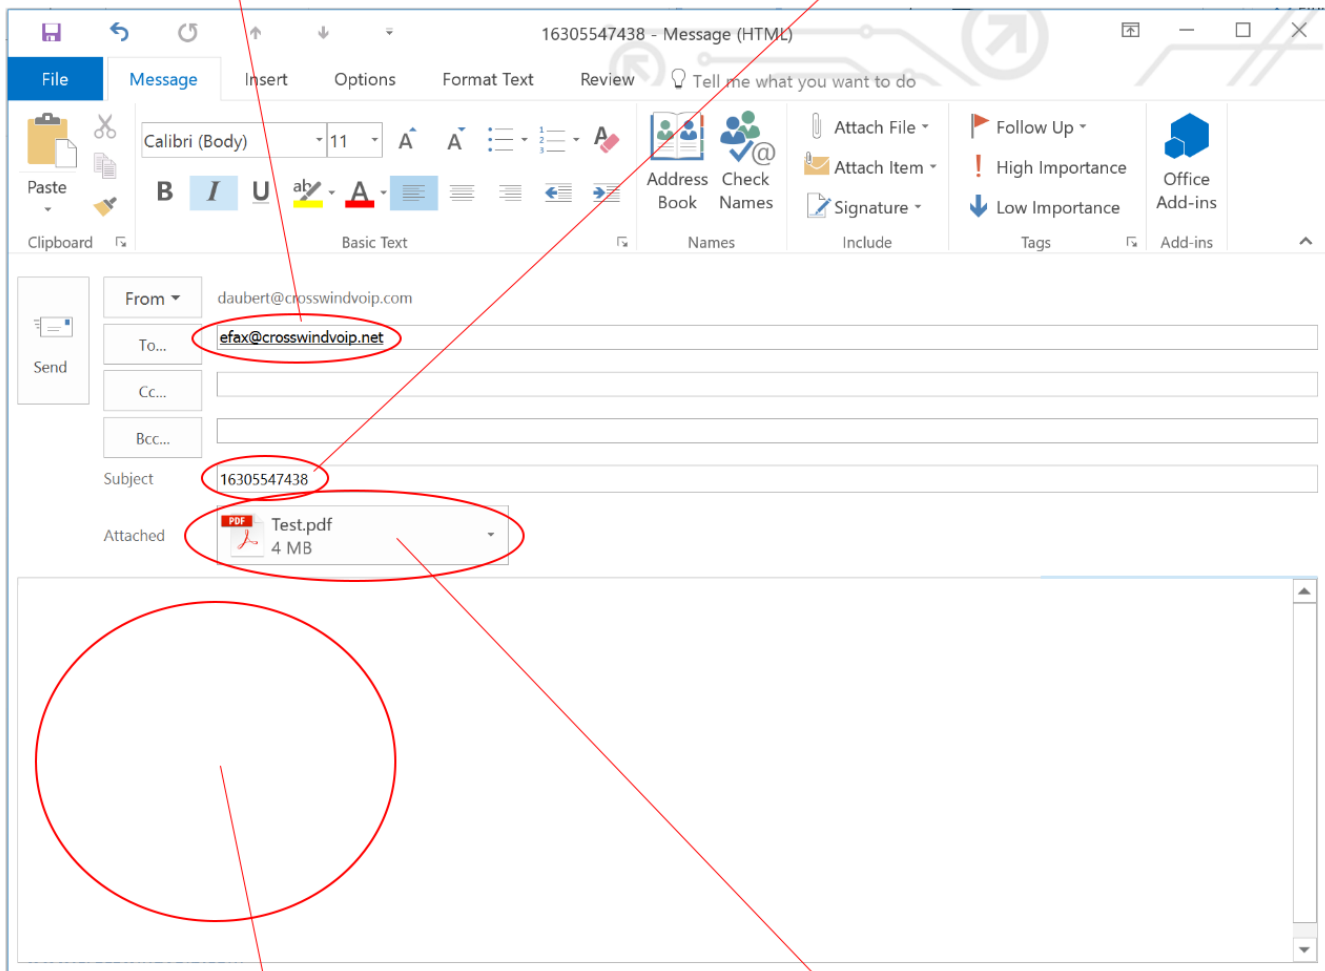 16305547438 - Message (HTML)
File Message Insert Options Format Text Review Tell me what you want to do
Paste
Clipboard
Calibri (Body) 11
B I U ab A
Basic Text
Address Book
Check Names
Names
Attach File
Attach Item
Signature
Include
Follow Up
High Importance
Low Importance
Tags
Office Add-ins
Add-ins
Send
From daubert@crosswindvoip.com
To... efax@crosswindvoip.net
Cc...
Bcc...
Subject 16305547438
Attached PDF Test.pdf
4 MB